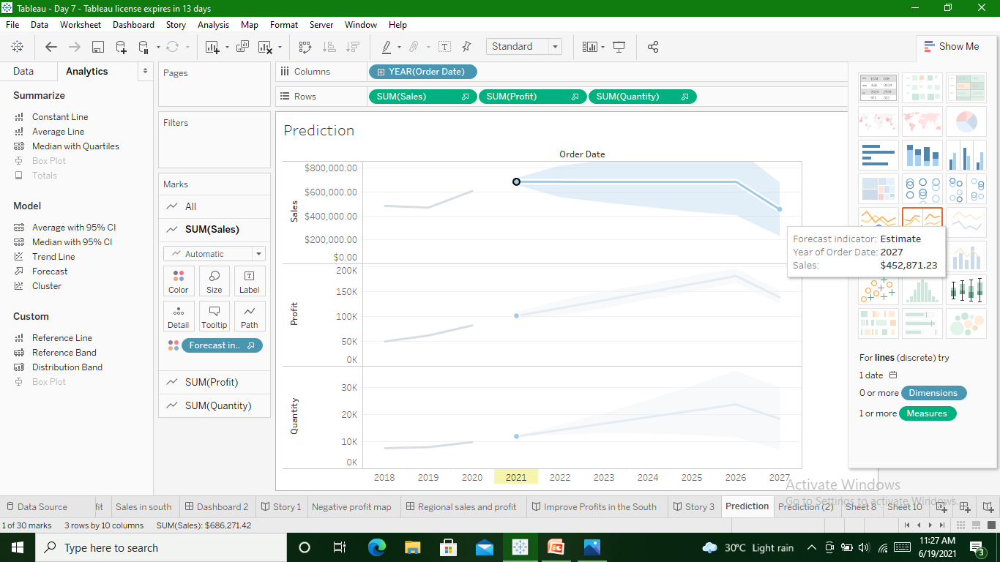 Tableau - Day 7 - Tableau license expires in 13 days
File Data Worksheet Dashboard Story Analysis Map Format Server Window Help
Standard
Show Me
Data Analytics
Summarize
Constant Line
Average Line
Median with Quartiles
Box Plot
Totals
Model
Average with 95% CI
Median with 95% CI
Trend Line
Forecast
Cluster
Custom
Reference Line
Reference Band
Distribution Band
Box Plot
Pages
Filters
Marks
All
SUM(Sales)
Automatic
Color Size Label
Detail Tooltip Path
Forecast in..
SUM(Profit)
SUM(Quantity)
Columns YEAR(Order Date)
Rows SUM(Sales) SUM(Profit) SUM(Quantity)
Prediction
Order Date
Sales
$800,000.00
$600,000.00
$400,000.00
$200,000.00
$0.00
Profit
200K
150K
100K
50K
0K
Quantity
30K
20K
10K
0K
2018 2019 2020 2021 2022 2023 2024 2025 2026 2027
Forecast indicator: Estimate
Year of Order Date: 2027
Sales: $452,871.23
For lines (discrete) try
1 date
0 or more Dimensions
1 or more Measures
Activate Windows
Go to Settings to activate Windows.
Data Source fit Sales in south Dashboard 2 Story 1 Negative profit map Regional sales and profit Improve Profits in the South Story 3 Prediction Prediction (2) Sheet 8 Sheet 10
1 of 30 marks 3 rows by 10 columns SUM(Sales): $686,271.42
Type here to search
30°C Light rain
11:27 AM
6/19/2021
3